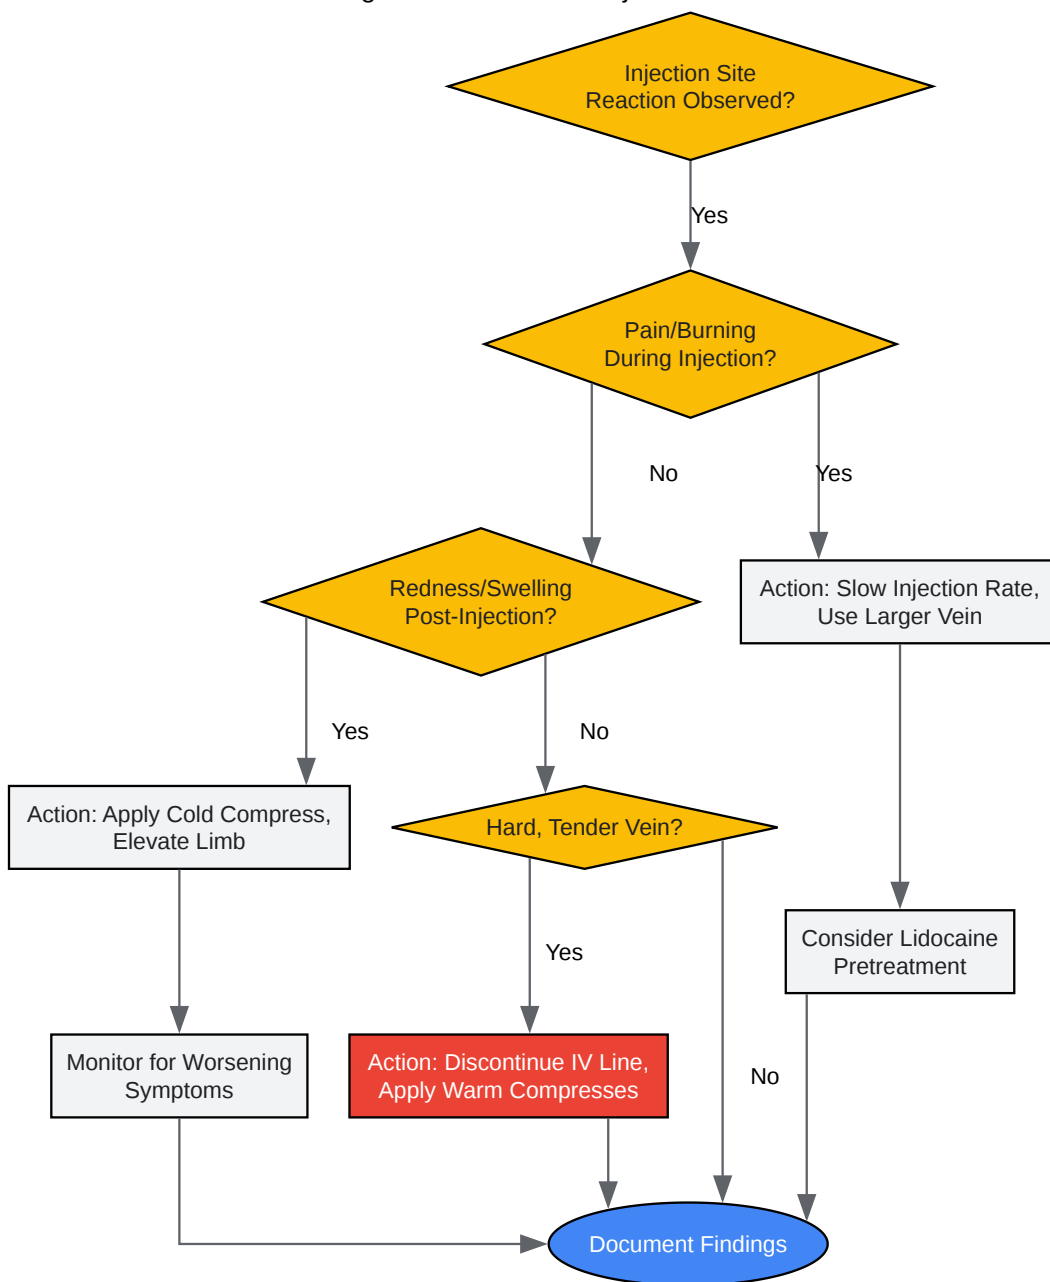 Injection Site
Reaction Observed?
Yes
Pain/Burning
During Injection?
No
Yes
Redness/Swelling
Post-Injection?
Action: Slow Injection Rate,
Use Larger Vein
Yes
No
Action: Apply Cold Compress,
Elevate Limb
Hard, Tender Vein?
Yes
Consider Lidocaine
Pretreatment
Monitor for Worsening
Symptoms
Action: Discontinue IV Line,
Apply Warm Compresses
No
Document Findings